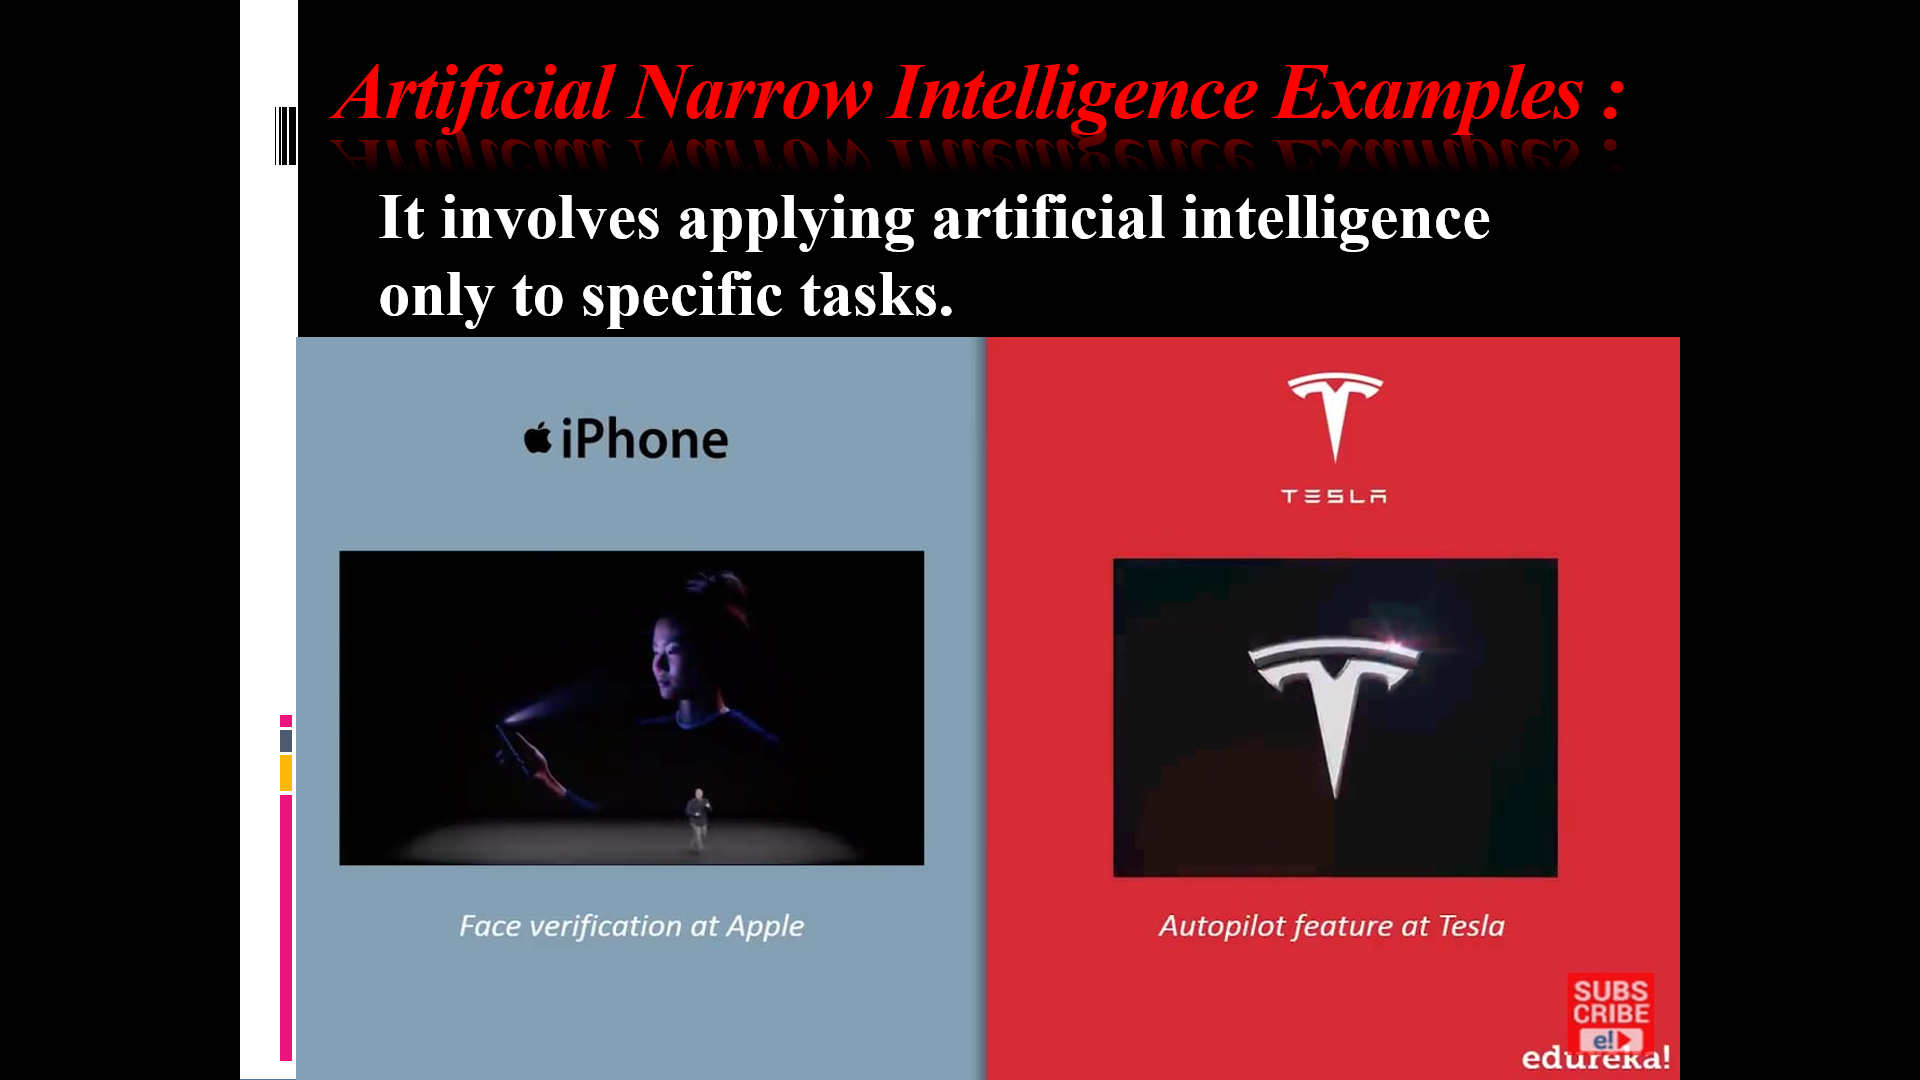 Artificial Narrow Intelligence Examples :
It involves applying artificial intelligence
only to specific tasks.
iPhone
TESLA
Face verification at Apple
Autopilot feature at Tesla
SUBS
CRIBE
e!
edureka!